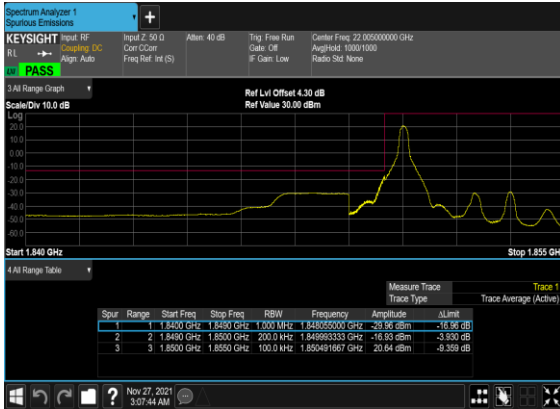 Spectrum Analyzer 1
Spurious Emissions
+
KEYSIGHT Input: RF Input Z: 50 Ω Atten: 40 dB Trig: Free Run Center Freq: 22.005000000 GHz
RL Coupling: DC Corr CCorr Gate: Off Avg|Hold: 1000/1000
Align: Auto Freq Ref: Int (S) IF Gain: Low Radio Std: None
PASS
3 All Range Graph
Ref Lvl Offset 4.30 dB
Scale/Div 10.0 dB Ref Value 30.00 dBm
Log
20.0
10.0
0.00
-10.0
-20.0
-30.0
-40.0
-50.0
-60.0
Start 1.840 GHz Stop 1.855 GH
4 All Range Table
Measure Trace Trace 1
Trace Type Trace Average (Active)
Spur Range Start Freq Stop Freq RBW Frequency Amplitude ΔLimit
1 1 1.8400 GHz 1.8490 GHz 1.000 MHz 1.848055000 GHz -29.96 dBm -16.96 dB
2 2 1.8490 GHz 1.8500 GHz 200.0 kHz 1.849993333 GHz -16.93 dBm -3.930 dB
3 3 1.8500 GHz 1.8550 GHz 100.0 kHz 1.850491667 GHz 20.64 dBm -9.359 dB
? Nov 27, 2021
3:07:44 AM